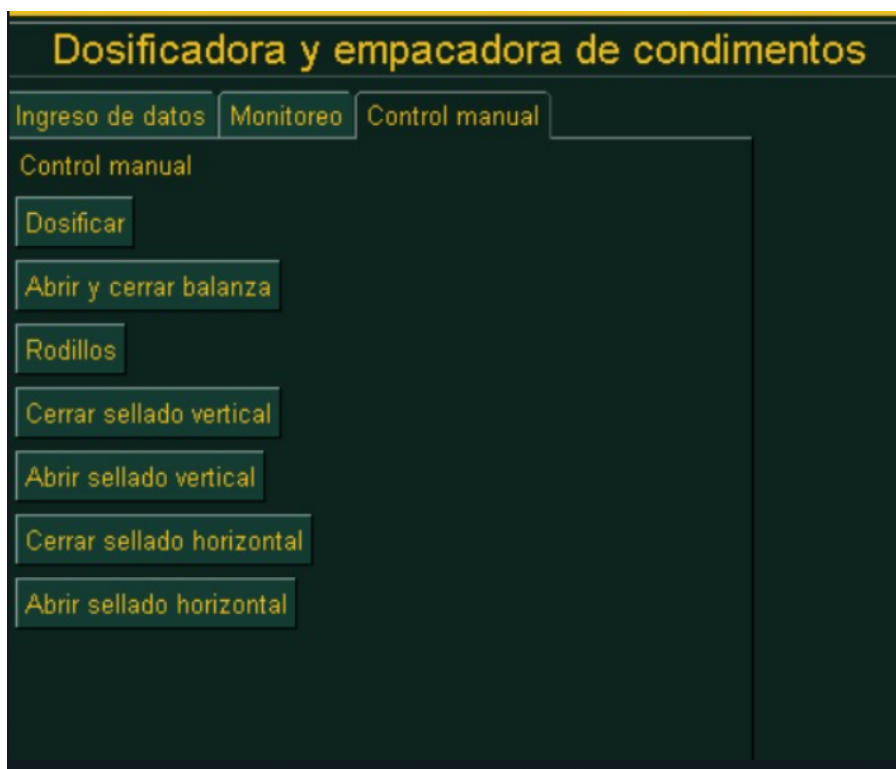 Dosificadora y empacadora de condimentos
Ingreso de datos Monitoreo Control manual
Control manual
Dosificar
Abrir y cerrar balanza
Rodillos
Cerrar sellado vertical
Abrir sellado vertical
Cerrar sellado horizontal
Abrir sellado horizontal